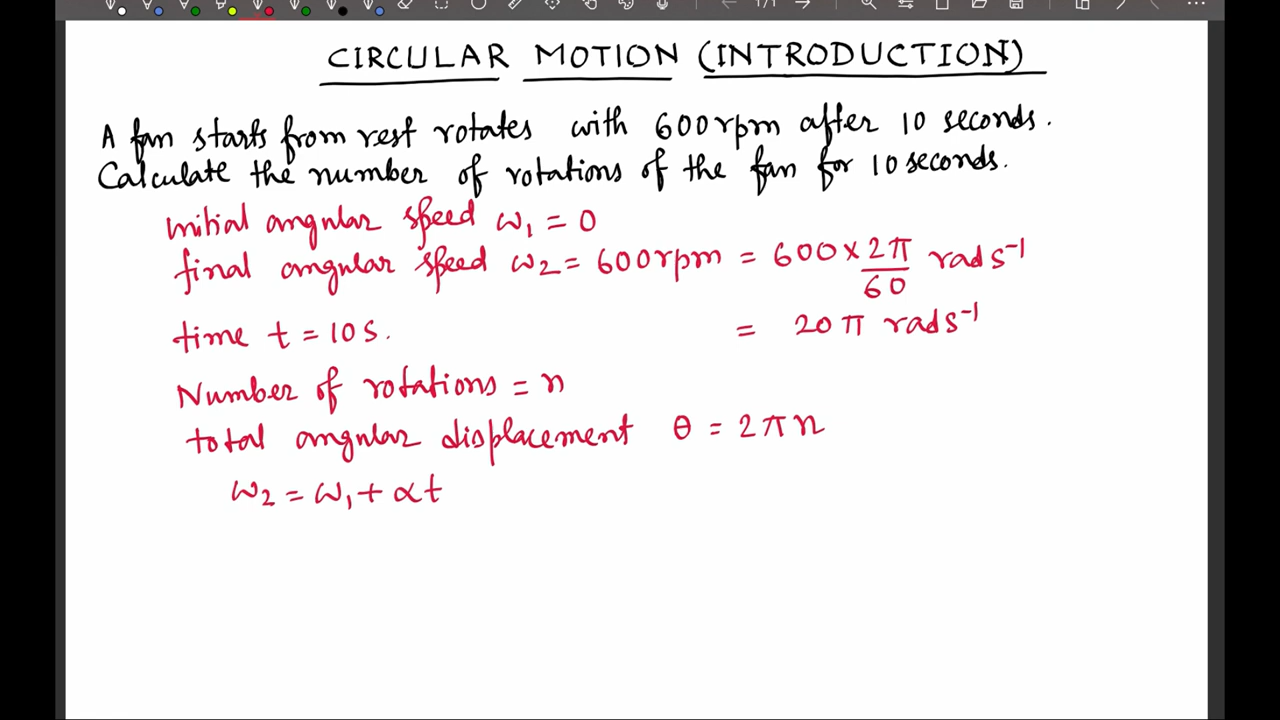 CIRCULAR MOTION (INTRODUCTION)
A fan starts from rest rotates with 600rpm after 10 seconds.
Calculate the number of rotations of the fan for 10 seconds.
Initial angular speed ω₁ = 0
final angular speed ω₂ = 600rpm = 600 × 2π/60 rad s⁻¹
time t = 10 s. = 20π rad s⁻¹
Number of rotations = n
total angular displacement θ = 2πn
ω₂ = ω₁ + αt